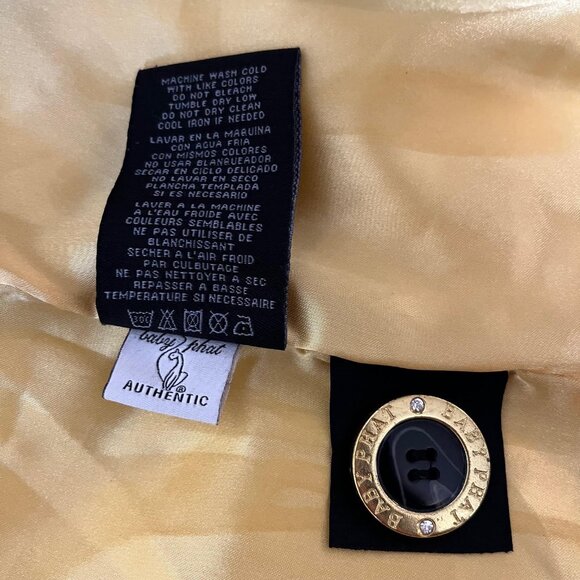 MACHINE WASH COLD
WITH LIKE COLORS
DO NOT BLEACH
TUMBLE DRY LOW
DO NOT DRY CLEAN
COOL IRON IF NEEDED
LAVAR EN LA MAQUINA
CON AGUA FRIA
CON MISMOS COLORES
NO USAR BLANGUEADOR
SECAR EN CICLO DELICADO
NO LAVAR EN SECO
PLANCHA TEMPLADA
SI ES NECESARIO
LAVER A LA MACHINE
A L'EAU FROIDE AVEC
COULEURS SEMBLABLES
NE PAS UTILISER DE
BLANCHISSANT
SECHER A L'AIR FROID
PAR CULBUTAGE
NE PAS NETTOYER A SEC
REPASSER A BASSE
TEMPERATURE SI NECESSAIRE
30C
baby phat
®
AUTHENTIC
BABY PHAT
BABY PHAT